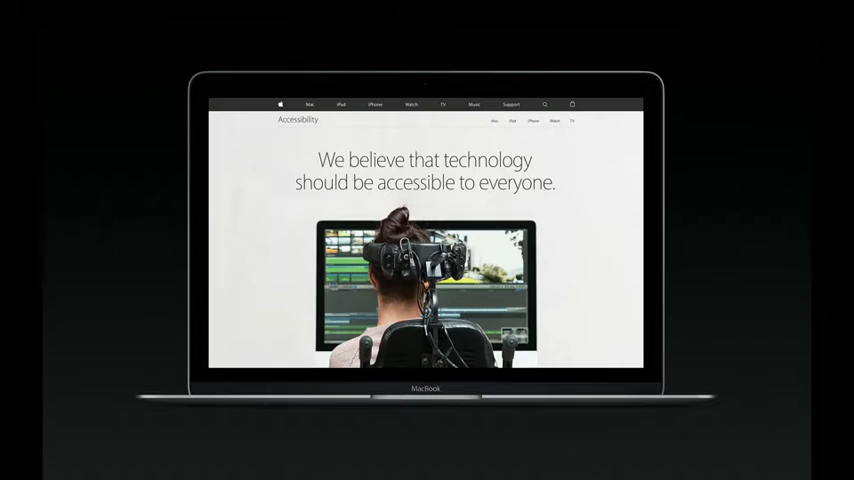 Mac iPad iPhone Watch TV Music Support
Accessibility
Mac iPad iPhone Watch TV
We believe that technology
should be accessible to everyone.
MacBook